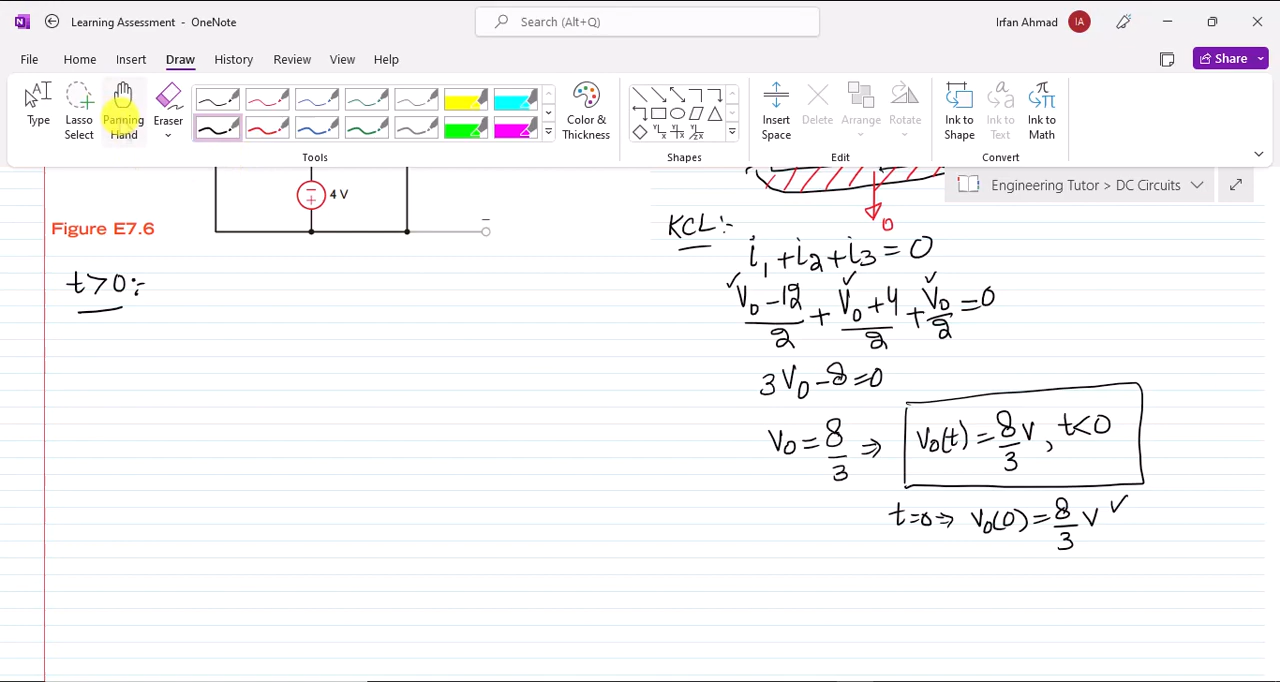 Learning Assessment - OneNote
Search (Alt+Q)
Irfan Ahmad
IA
File Home Insert Draw History Review View Help
Share
Type
Lasso Select
Panning Hand
Eraser
Color & Thickness
Insert Space
Delete
Arrange
Rotate
Ink to Shape
Ink to Text
Ink to Math
Tools
Shapes
Edit
Convert
Engineering Tutor > DC Circuits
− + 4 V
−
Figure E7.6
t>0:-
0
KCL:-
i₁+i₂+i₃=0
(V₀-12)/2 + (V₀+4)/2 + V₀/2 =0
3V₀-8=0
V₀=8/3 ⇒ V₀(t)=8/3 V, t<0
t=0⇒ V₀(0)=8/3 V ✓